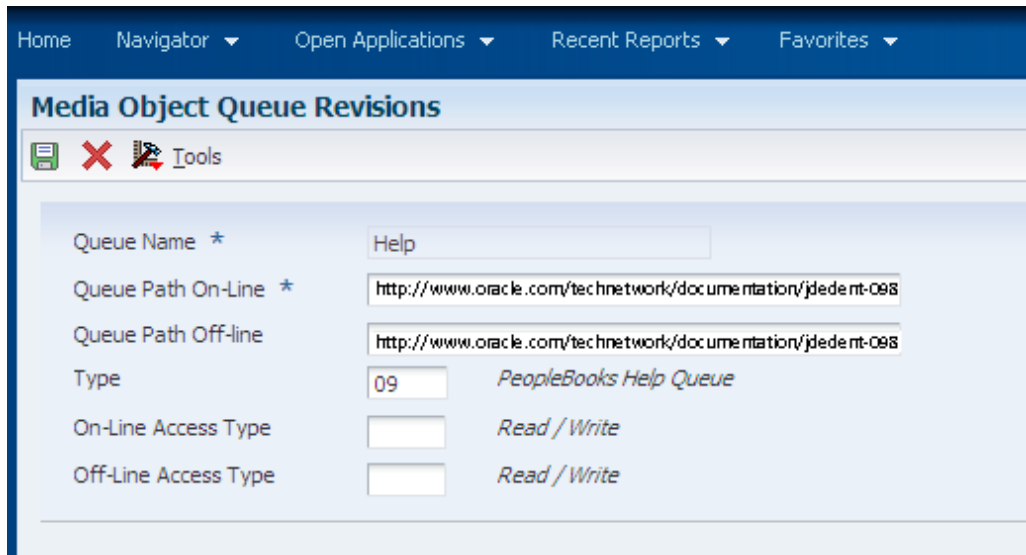 Home Navigator Open Applications Recent Reports Favorites
Media Object Queue Revisions
Tools
Queue Name * Help
Queue Path On-Line * http://www.oracle.com/technetwork/documentation/jdedent-098
Queue Path Off-line http://www.oracle.com/technetwork/documentation/jdedent-098
Type 09 PeopleBooks Help Queue
On-Line Access Type Read / Write
Off-Line Access Type Read / Write